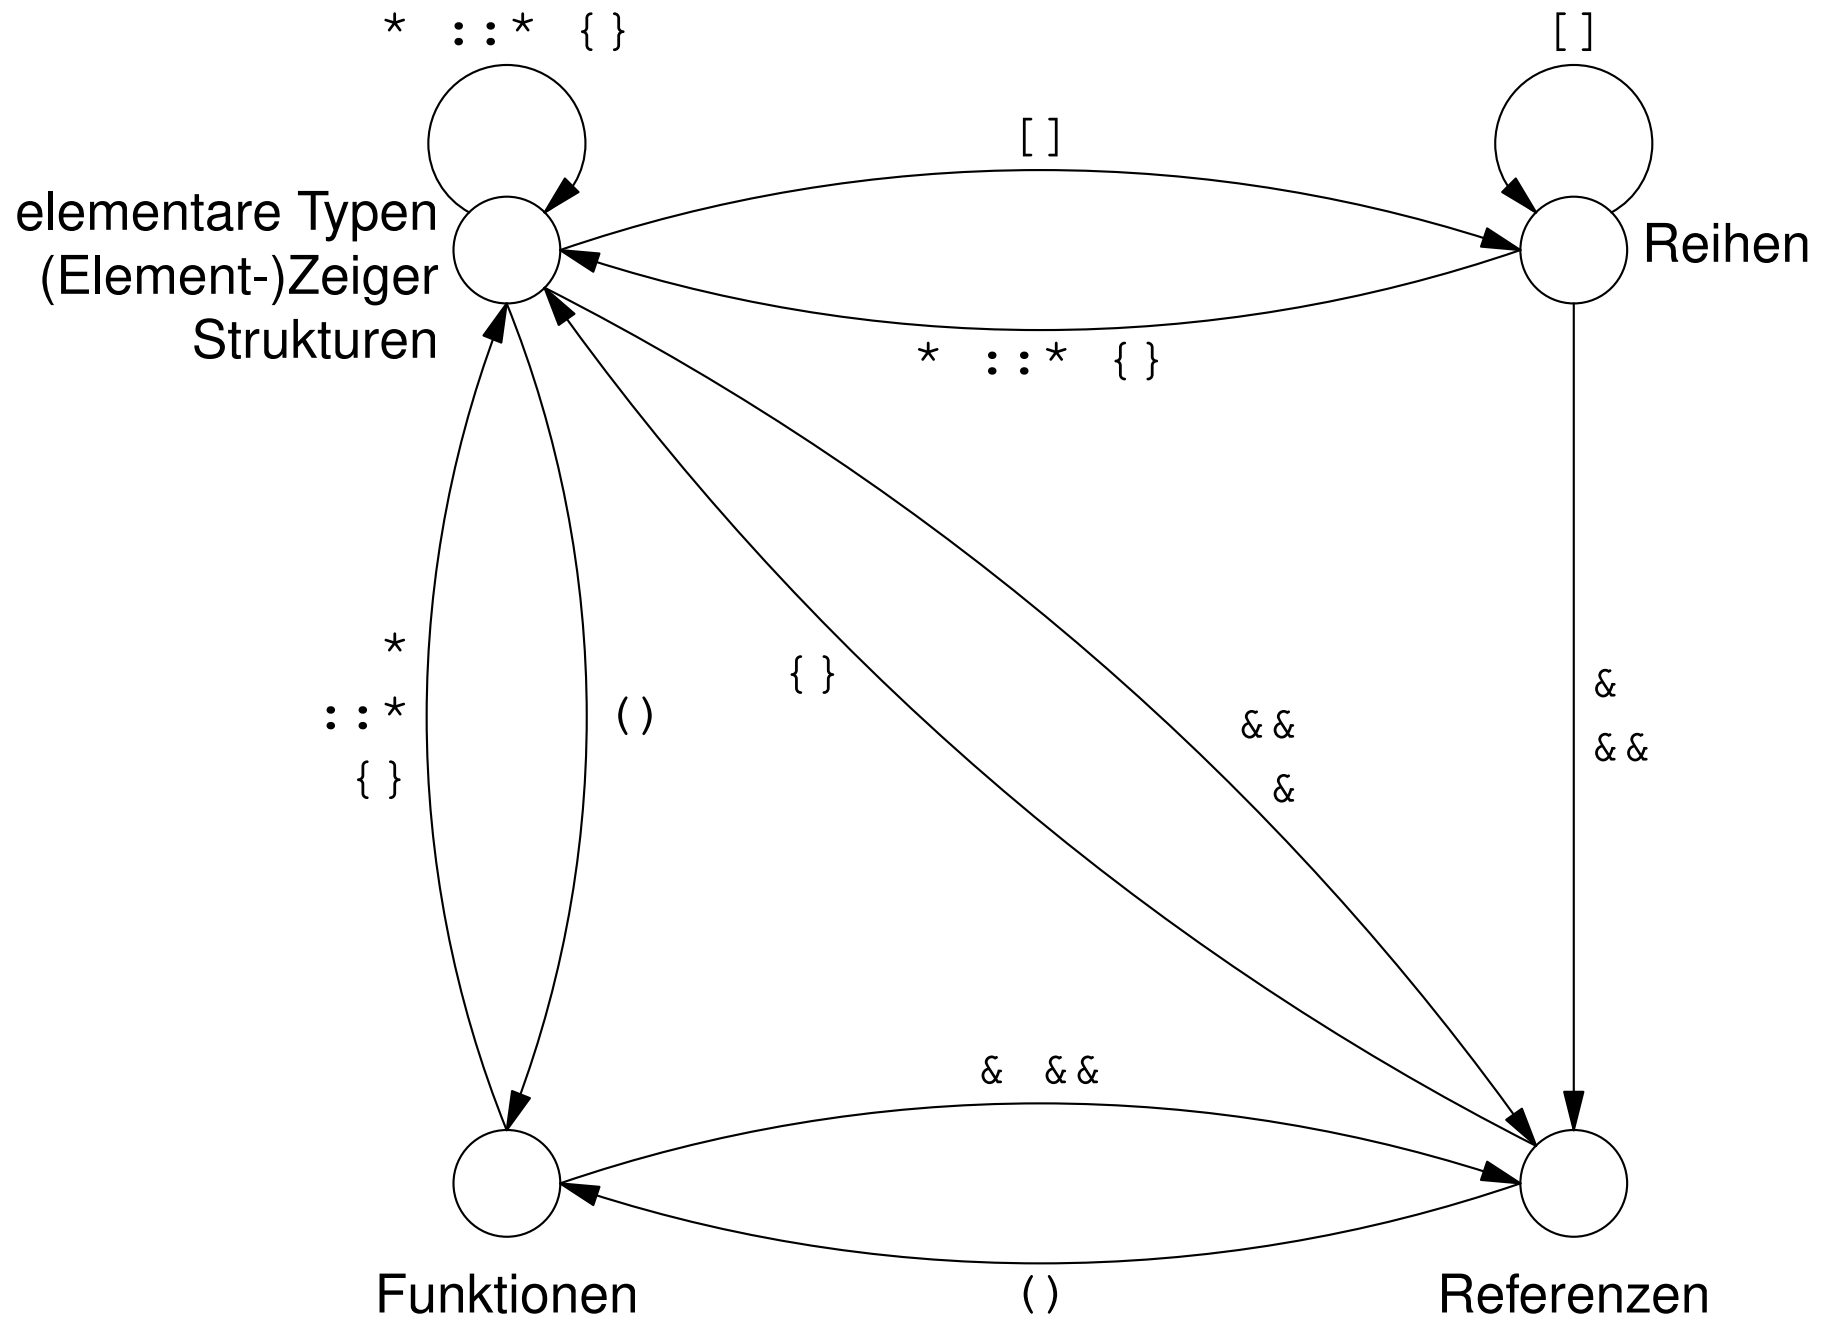 * ::* {}
[]
[]
elementare Typen
(Element-)Zeiger
Strukturen
Reihen
* ::* {}
*
::*
{}
()
{}
&&
&
&
&&
& &&
()
Funktionen
Referenzen